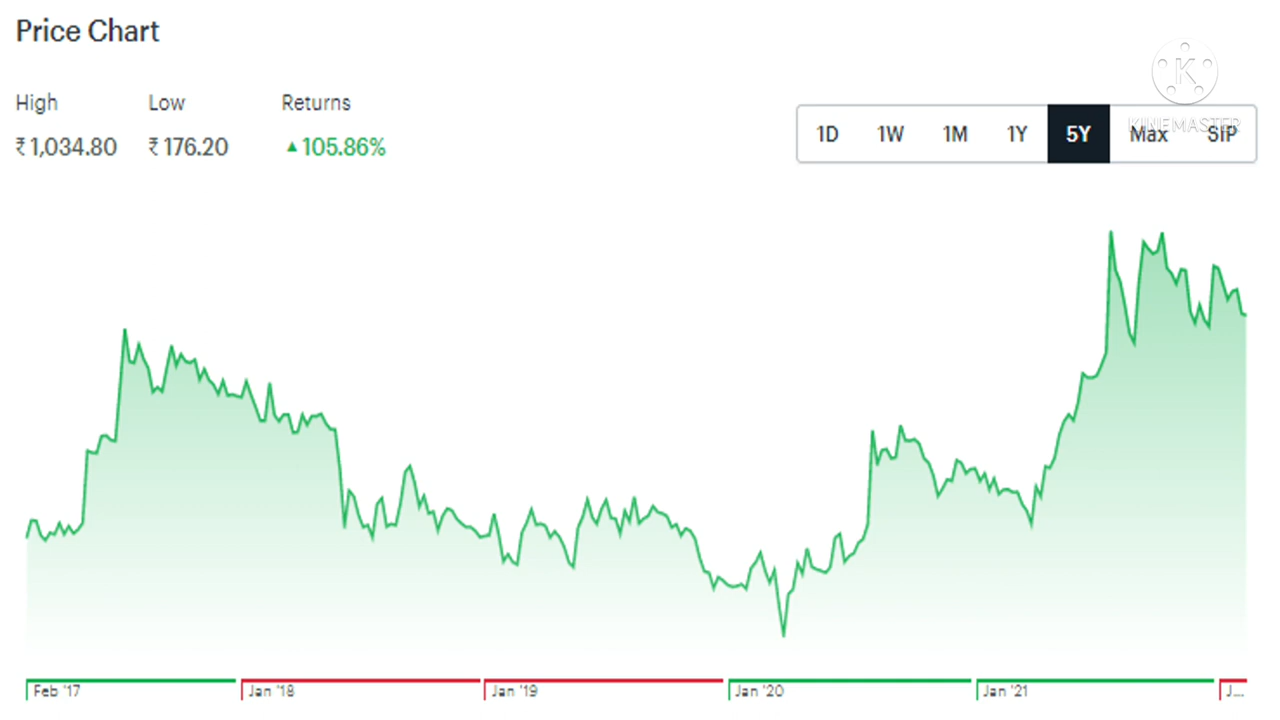 Price Chart
High Low Returns
₹1,034.80 ₹176.20 ▲105.86%
1D 1W 1M 1Y 5Y Max SIP
K
KINEMASTER
Feb '17 Jan '18 Jan '19 Jan '20 Jan '21 J...